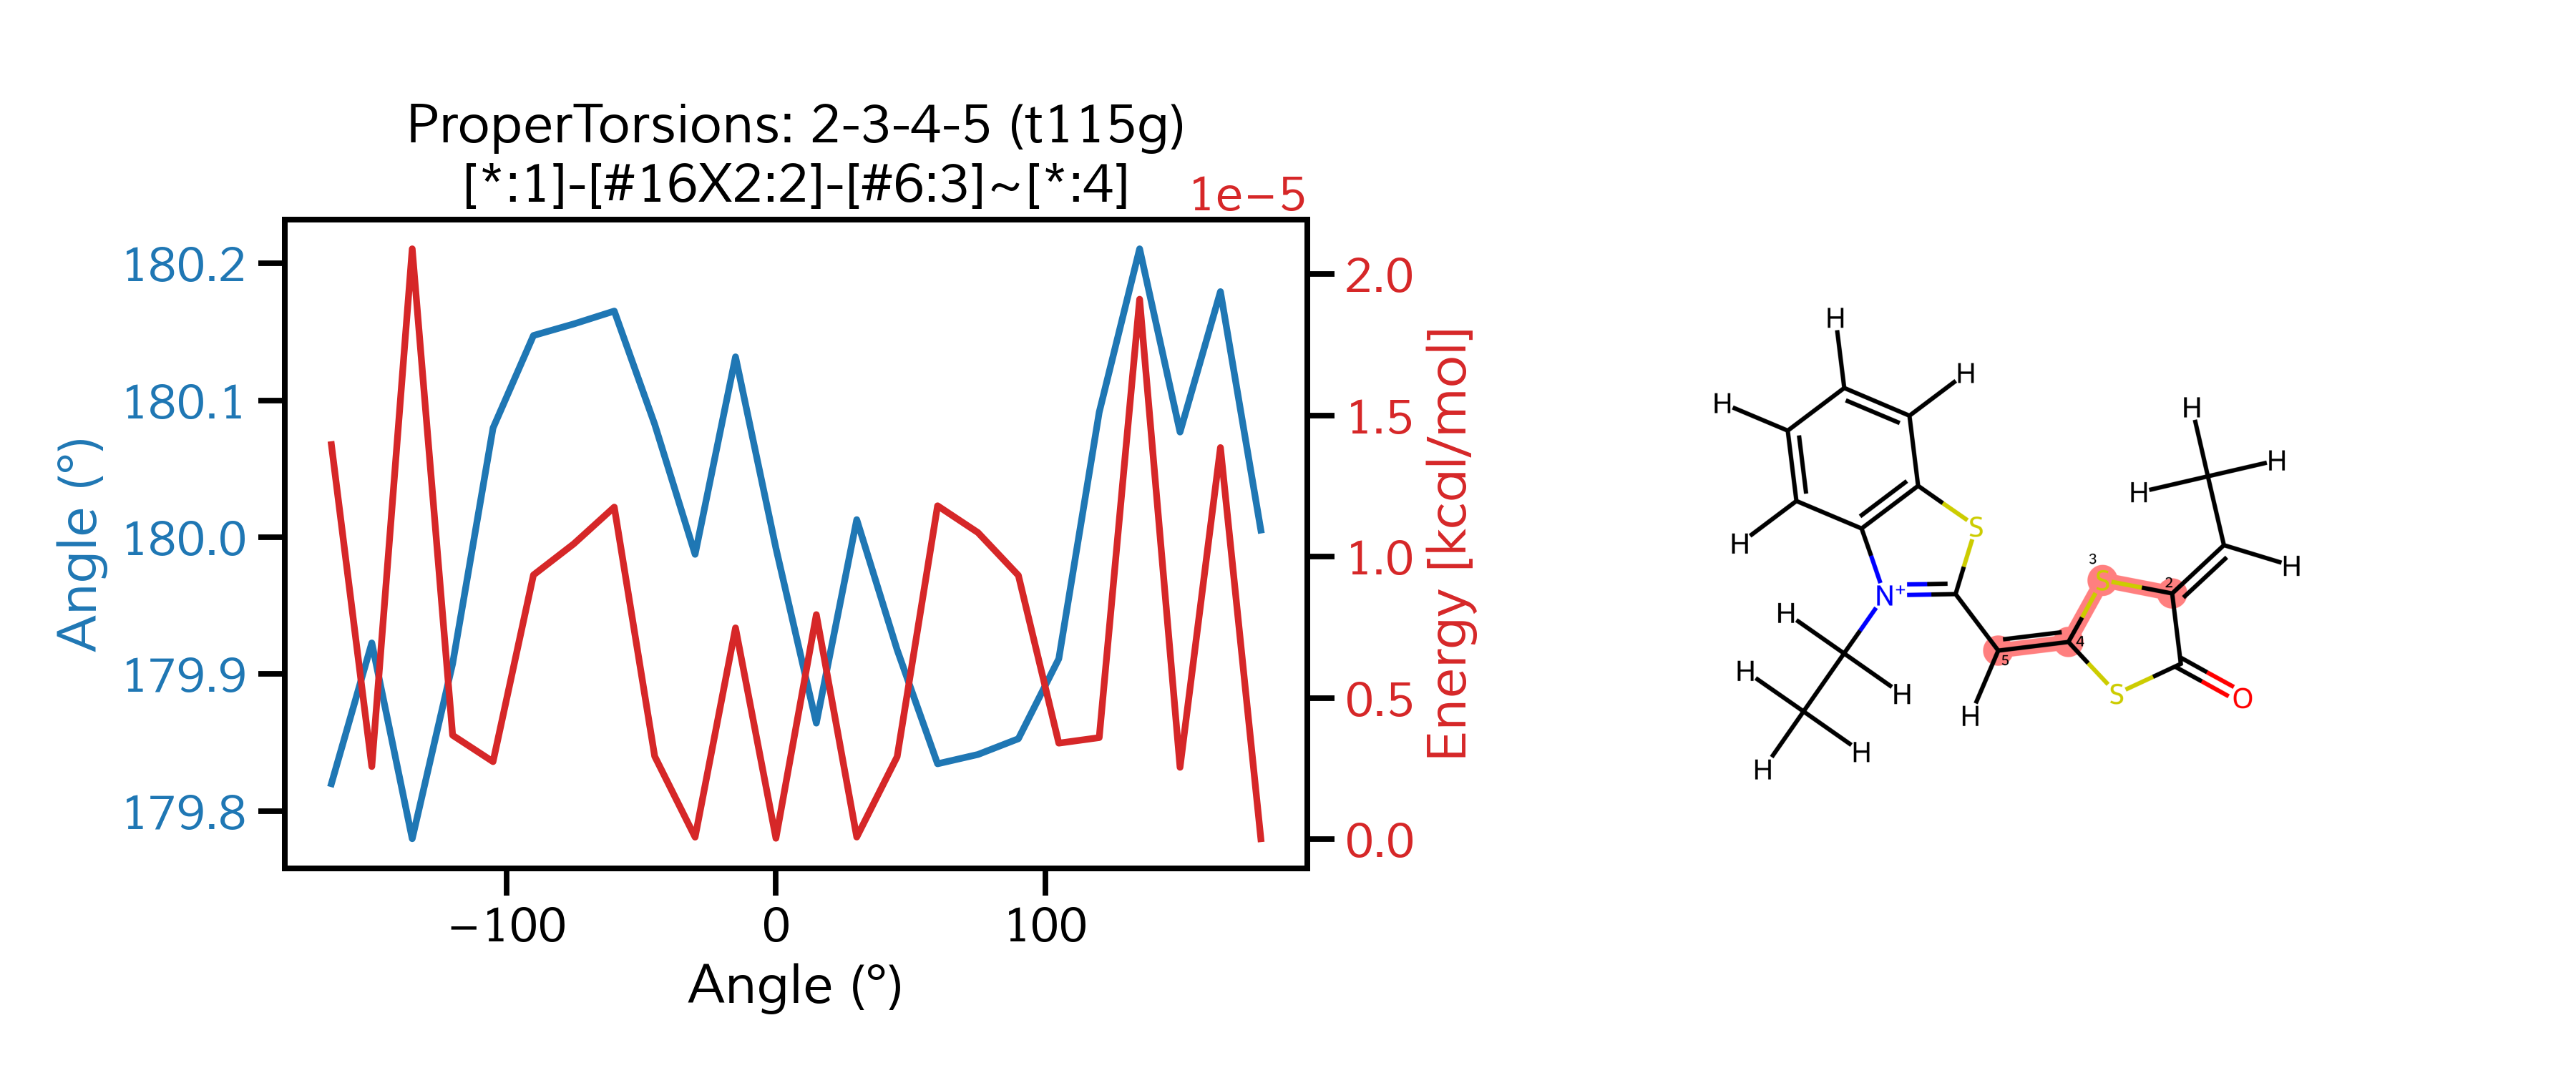 ProperTorsions: 2-3-4-5 (t115g)
[*:1]-[#16X2:2]-[#6:3]~[*:4]
1e−5
180.2
180.1
180.0
179.9
179.8
Angle (°)
2.0
1.5
1.0
0.5
0.0
Energy [kcal/mol]
−100
0
100
Angle (°)
H
H
H
H
H
H
H
S
3
S
2
H
N+
H
4
5
H
H
S
O
H
H
H